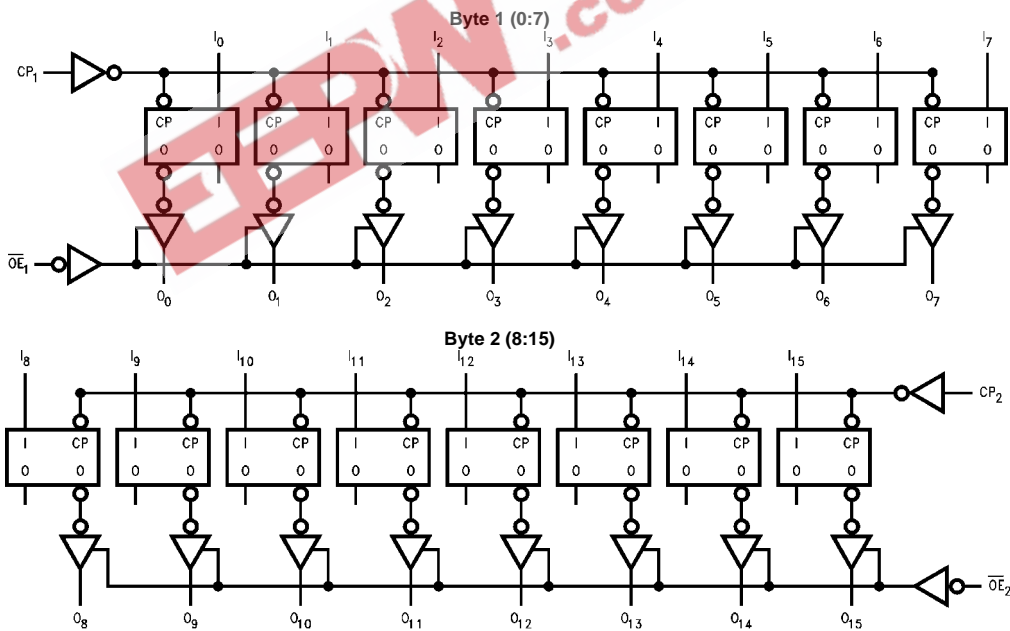 Byte 1 (0:7)
I0 I1 I2 I3 I4 I5 I6 I7
CP1
CP I CP I CP I CP I CP I CP I CP I CP I
O O O O O O O O O O O O O O O O
OE1
O0 O1 O2 O3 O4 O5 O6 O7
Byte 2 (8:15)
I8 I9 I10 I11 I12 I13 I14 I15
CP2
I CP I CP I CP I CP I CP I CP I CP I CP
O O O O O O O O O O O O O O O O
OE2
O8 O9 O10 O11 O12 O13 O14 O15
EEPW.co